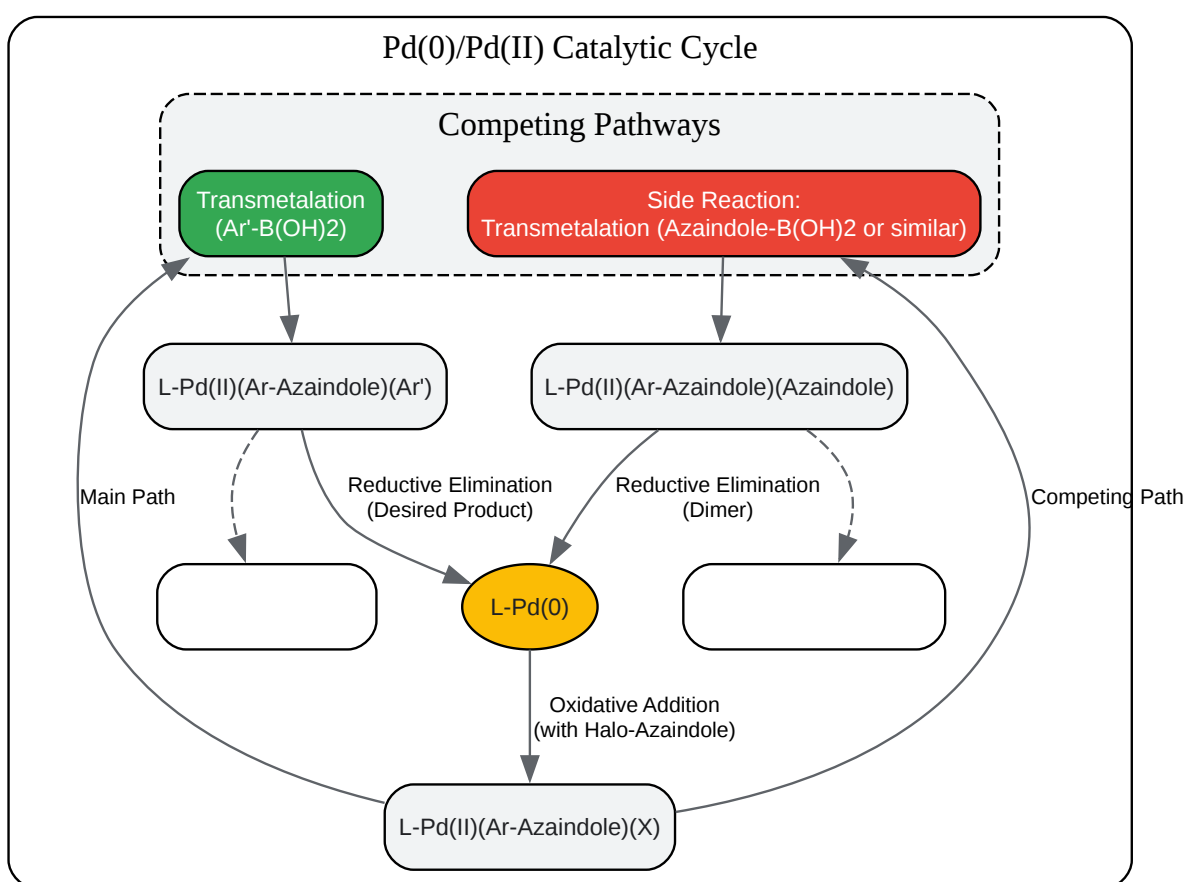 Pd(0)/Pd(II) Catalytic Cycle
Competing Pathways
Transmetalation
(Ar'-B(OH)2)
Side Reaction:
Transmetalation (Azaindole-B(OH)2 or similar)
L-Pd(II)(Ar-Azaindole)(Ar')
L-Pd(II)(Ar-Azaindole)(Azaindole)
Main Path
Reductive Elimination
(Desired Product)
Reductive Elimination
(Dimer)
Competing Path
L-Pd(0)
Oxidative Addition
(with Halo-Azaindole)
L-Pd(II)(Ar-Azaindole)(X)